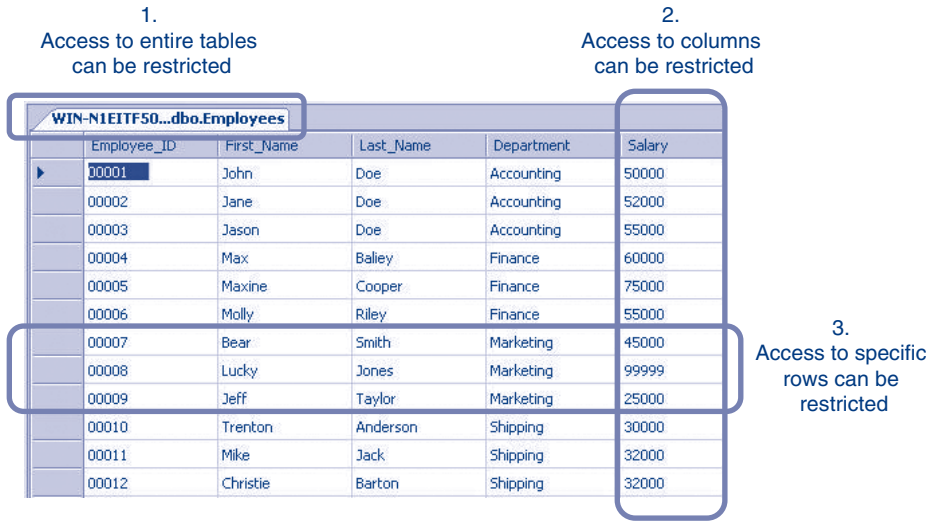 1.
Access to entire tables
can be restricted
2.
Access to columns
can be restricted
WIN-N1EITF50...dbo.Employees
Employee_ID First_Name Last_Name Department Salary
00001 John Doe Accounting 50000
00002 Jane Doe Accounting 52000
00003 Jason Doe Accounting 55000
00004 Max Baliey Finance 60000
00005 Maxine Cooper Finance 75000
00006 Molly Riley Finance 55000
00007 Bear Smith Marketing 45000
00008 Lucky Jones Marketing 99999
00009 Jeff Taylor Marketing 25000
00010 Trenton Anderson Shipping 30000
00011 Mike Jack Shipping 32000
00012 Christie Barton Shipping 32000
3.
Access to specific
rows can be
restricted